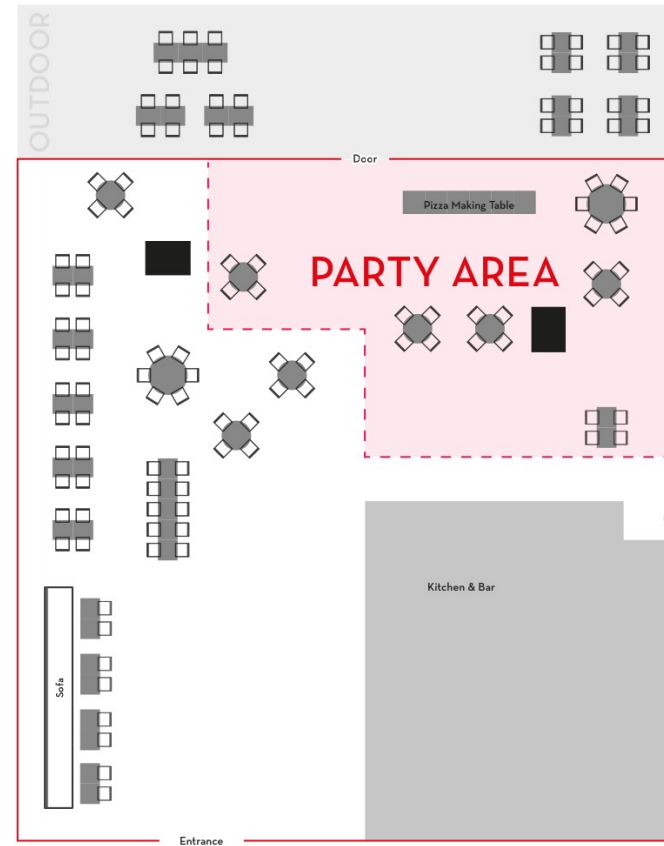 OUTDOOR
Door
Pizza Making Table
PARTY AREA
Kitchen & Bar
Sofa
Entrance